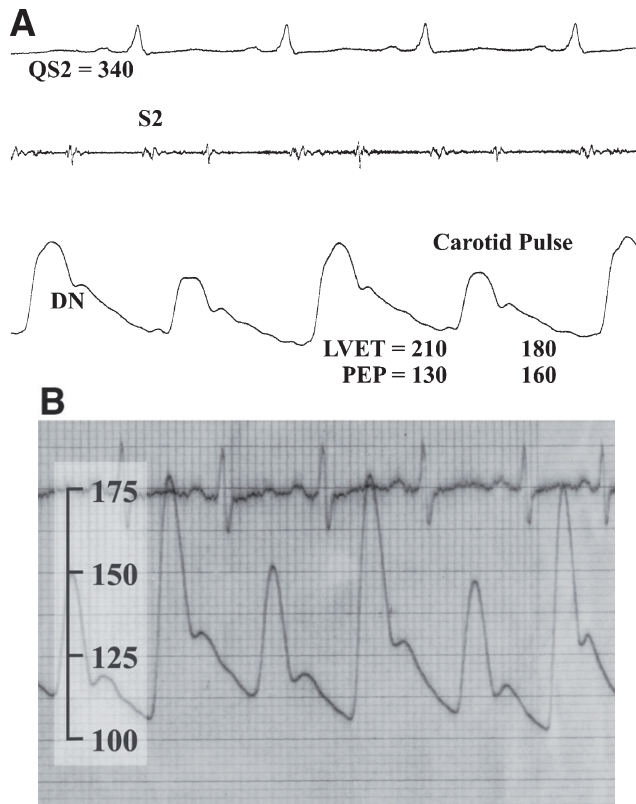 A
QS2 = 340
S2
Carotid Pulse
DN
LVET = 210 180
PEP = 130 160
B
175
150
125
100